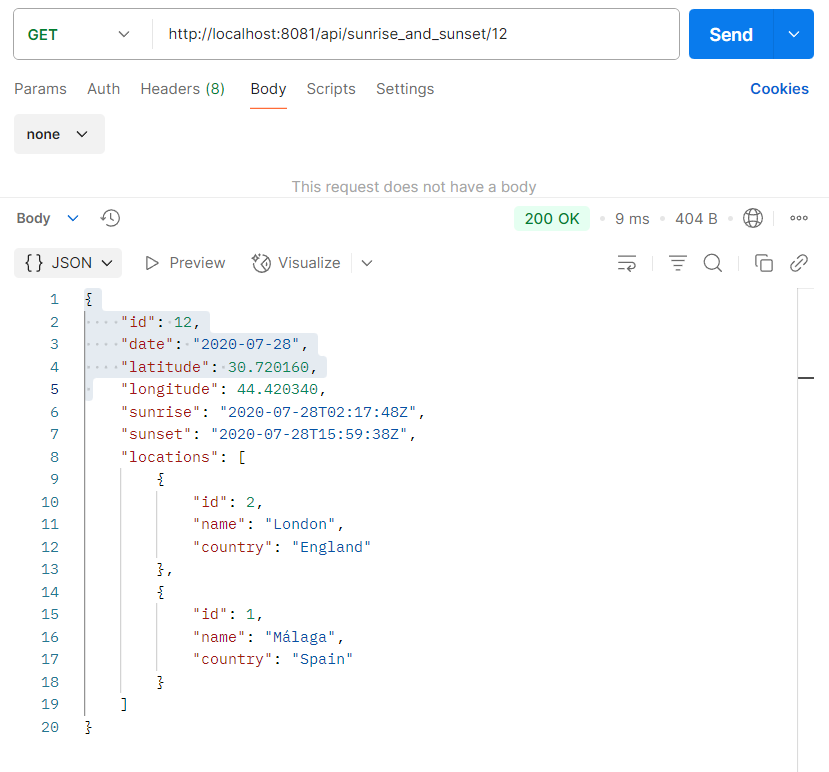 GET http://localhost:8081/api/sunrise_and_sunset/12 Send
Params Auth Headers (8) Body Scripts Settings Cookies
none
This request does not have a body
Body 200 OK • 9 ms • 404 B •
{} JSON Preview Visualize
1 {
2 "id": 12,
3 "date": "2020-07-28",
4 "latitude": 30.720160,
5 "longitude": 44.420340,
6 "sunrise": "2020-07-28T02:17:48Z",
7 "sunset": "2020-07-28T15:59:38Z",
8 "locations": [
9 {
10 "id": 2,
11 "name": "London",
12 "country": "England"
13 },
14 {
15 "id": 1,
16 "name": "Málaga",
17 "country": "Spain"
18 }
19 ]
20 }